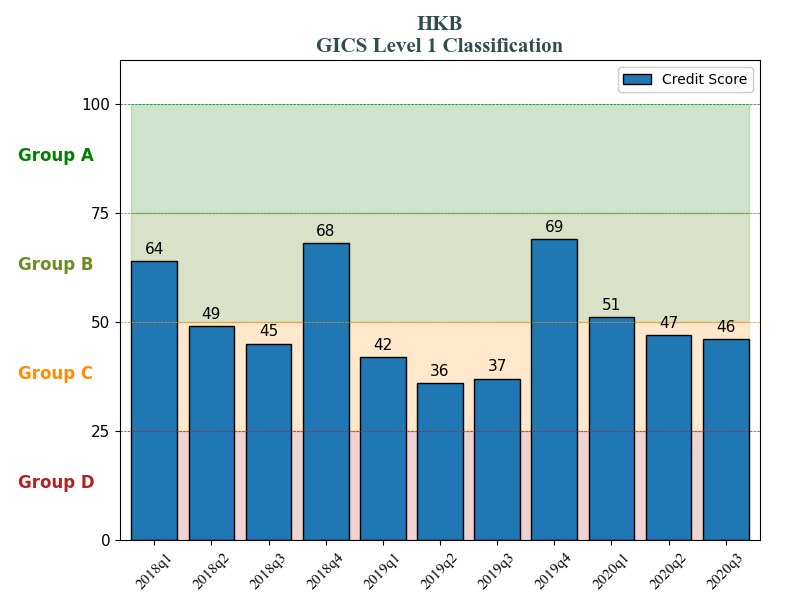 HKB
GICS Level 1 Classification
Credit Score
100
Group A
75
69
68
64
Group B
51
50
49
47
46
45
42
37
36
Group C
25
Group D
0
2018q1 2018q2 2018q3 2018q4 2019q1 2019q2 2019q3 2019q4 2020q1 2020q2 2020q3